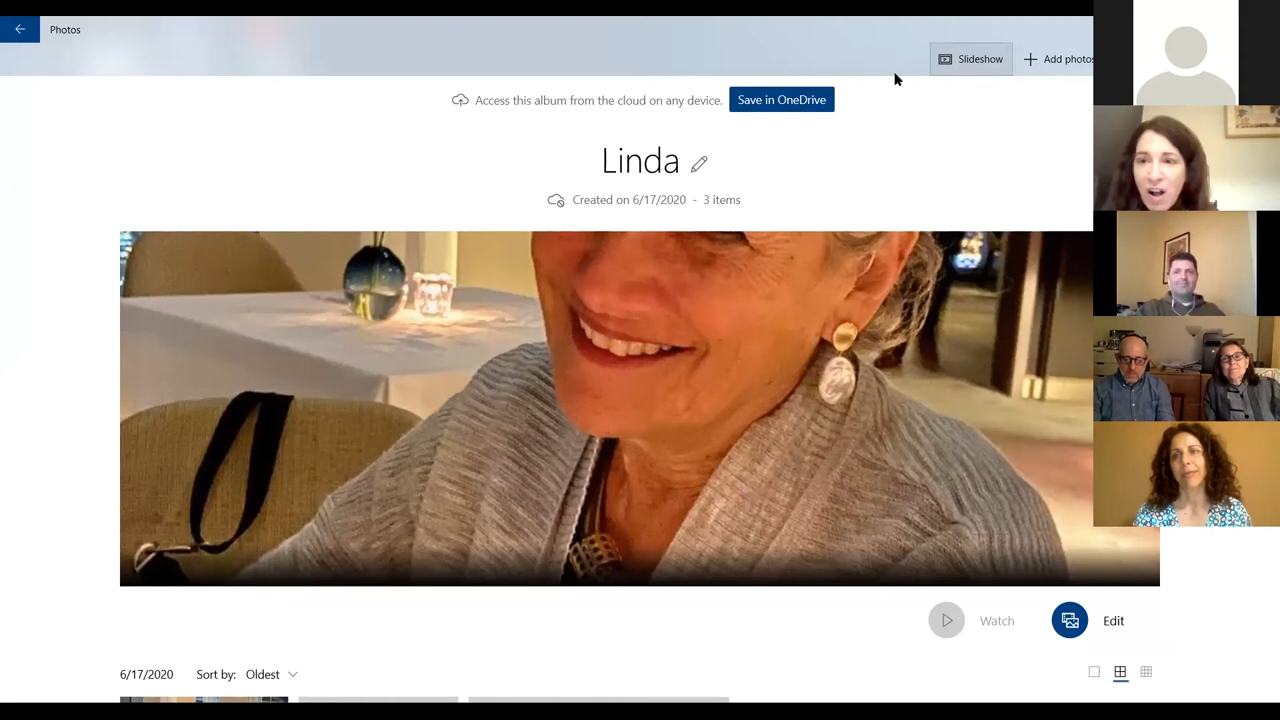 Photos
Slideshow
Add photos
Access this album from the cloud on any device.
Save in OneDrive
Linda
Created on 6/17/2020 - 3 items
Watch
Edit
6/17/2020
Sort by: Oldest